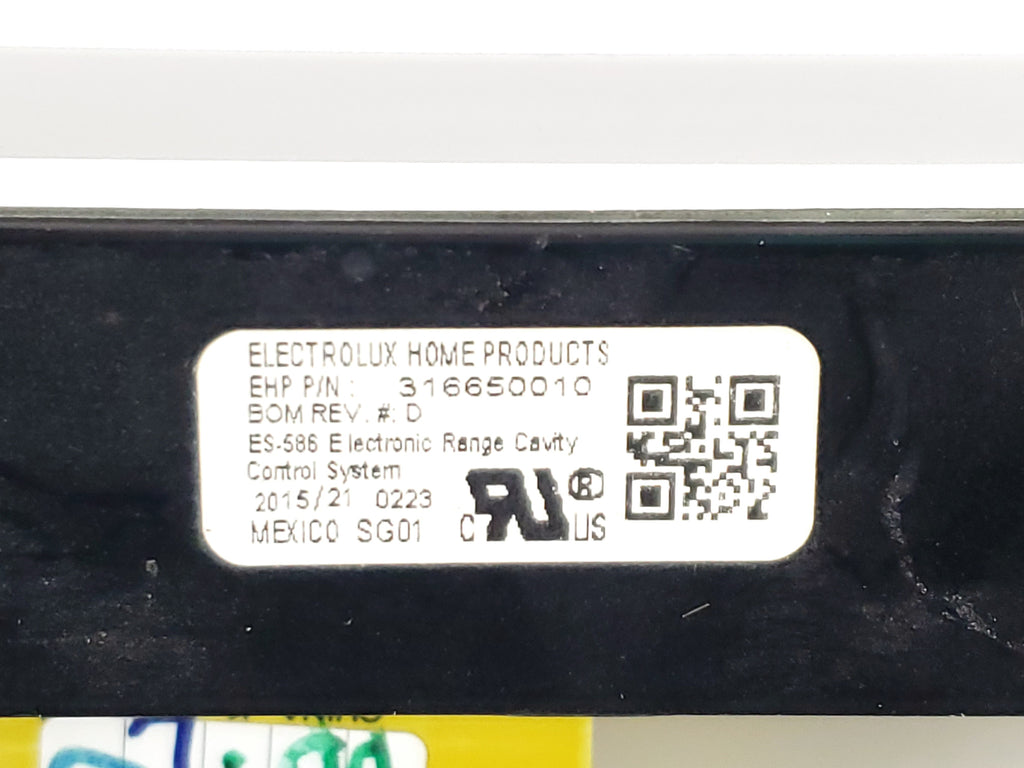 ELECTROLUX HOME PRODUCTS
EHP P/N : 316650010
BOM REV. #: D
ES-586 Electronic Range Cavity
Control System
2015/21 0223
MEXICO SG01 C RU ® US